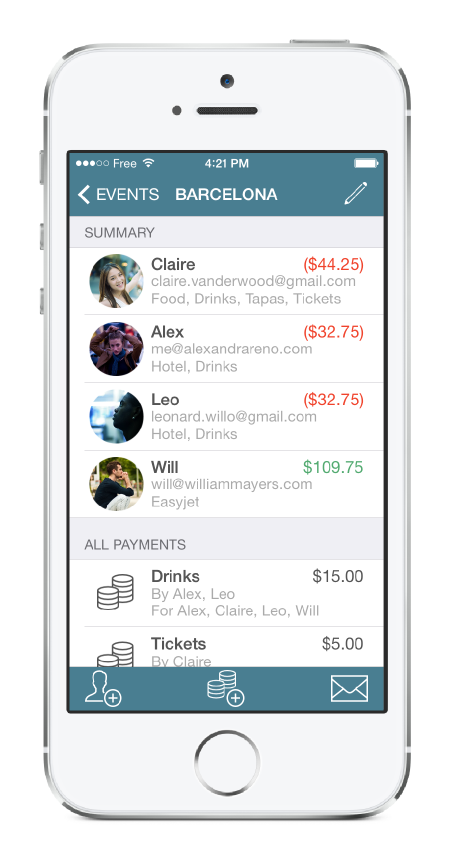 Free 4:21 PM
EVENTS BARCELONA
SUMMARY
Claire ($44.25)
claire.vanderwood@gmail.com
Food, Drinks, Tapas, Tickets
Alex ($32.75)
me@alexandrareno.com
Hotel, Drinks
Leo ($32.75)
leonard.willo@gmail.com
Hotel, Drinks
Will $109.75
will@williammayers.com
Easyjet
ALL PAYMENTS
Drinks $15.00
By Alex, Leo
For Alex, Claire, Leo, Will
Tickets $5.00
By Claire